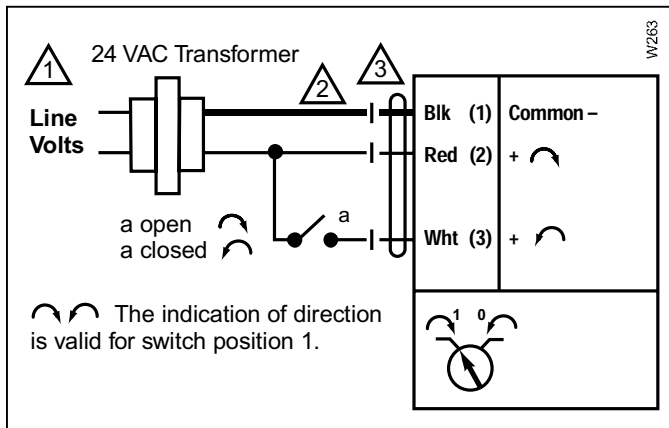 W263
1
24 VAC Transformer
2
3
Line
Volts
Blk (1) Common –
Red (2) +
a open
a closed
a
Wht (3) +
The indication of direction
is valid for switch position 1.
1 0